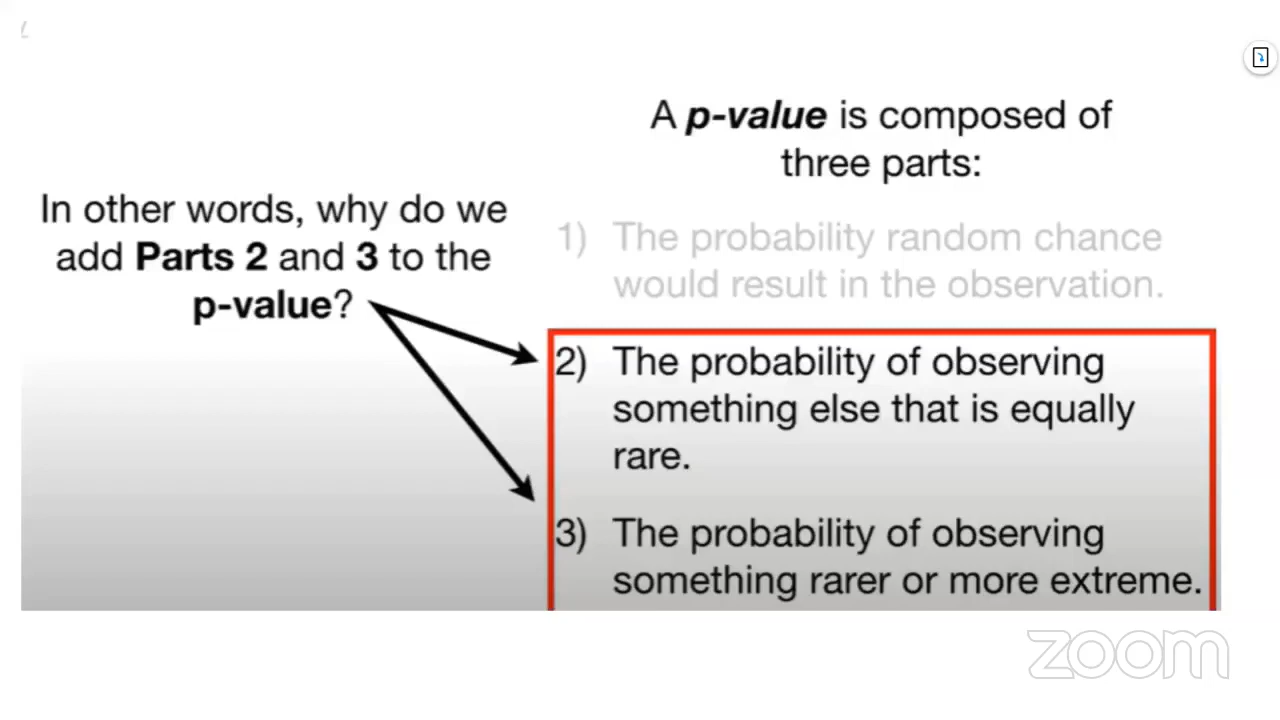 A p-value is composed of
three parts:
In other words, why do we
add Parts 2 and 3 to the
p-value?
1) The probability random chance
would result in the observation.
2) The probability of observing
something else that is equally
rare.
3) The probability of observing
something rarer or more extreme.
zoom